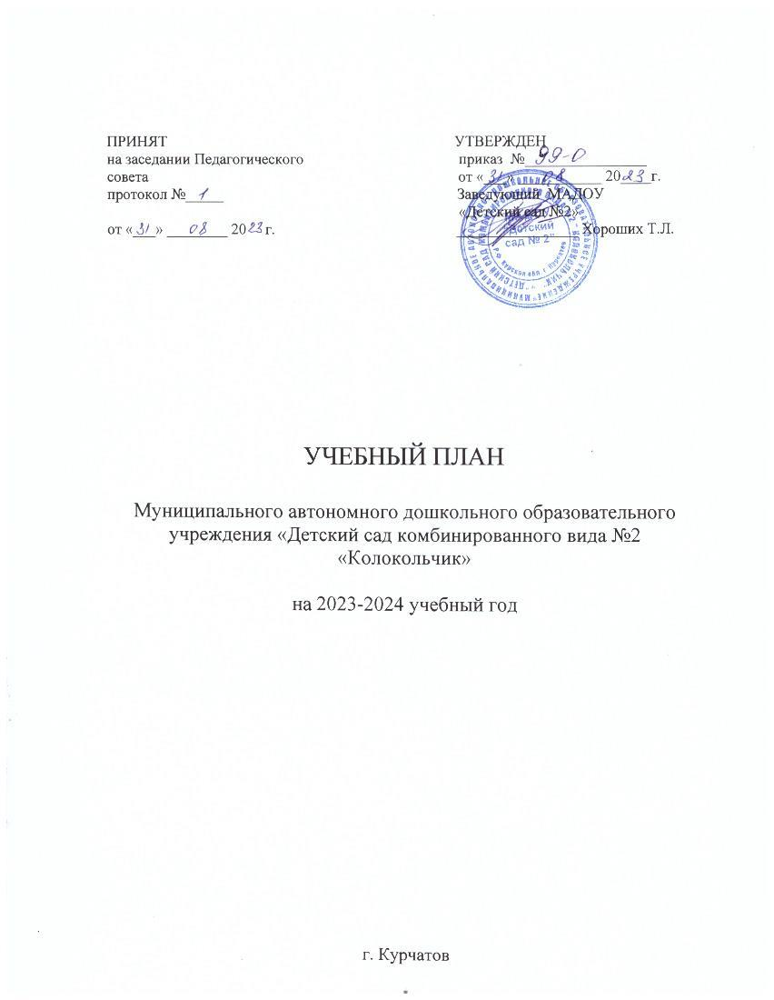 ПРИНЯТ
на заседании Педагогического
совета
протокол № 1
от «31» 08 2023 г.
УТВЕРЖДЕН
приказ № 99-0
от «31» 08 2023 г.
Заведующий МАДОУ
«Детский сад №2»
Хороших Т.Л.
"Детский
сад № 2"
УЧЕБНЫЙ ПЛАН
Муниципального автономного дошкольного образовательного
учреждения «Детский сад комбинированного вида №2
«Колокольчик»
на 2023-2024 учебный год
г. Курчатов